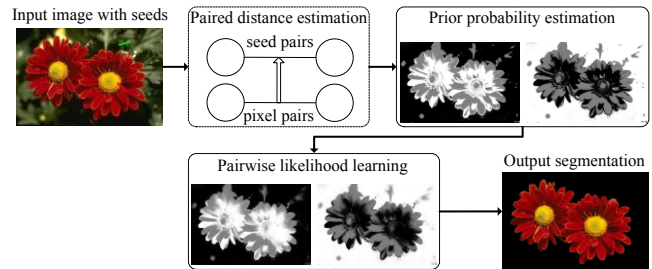 Input image with seeds
Paired distance estimation
seed pairs
pixel pairs
Prior probability estimation
Pairwise likelihood learning
Output segmentation